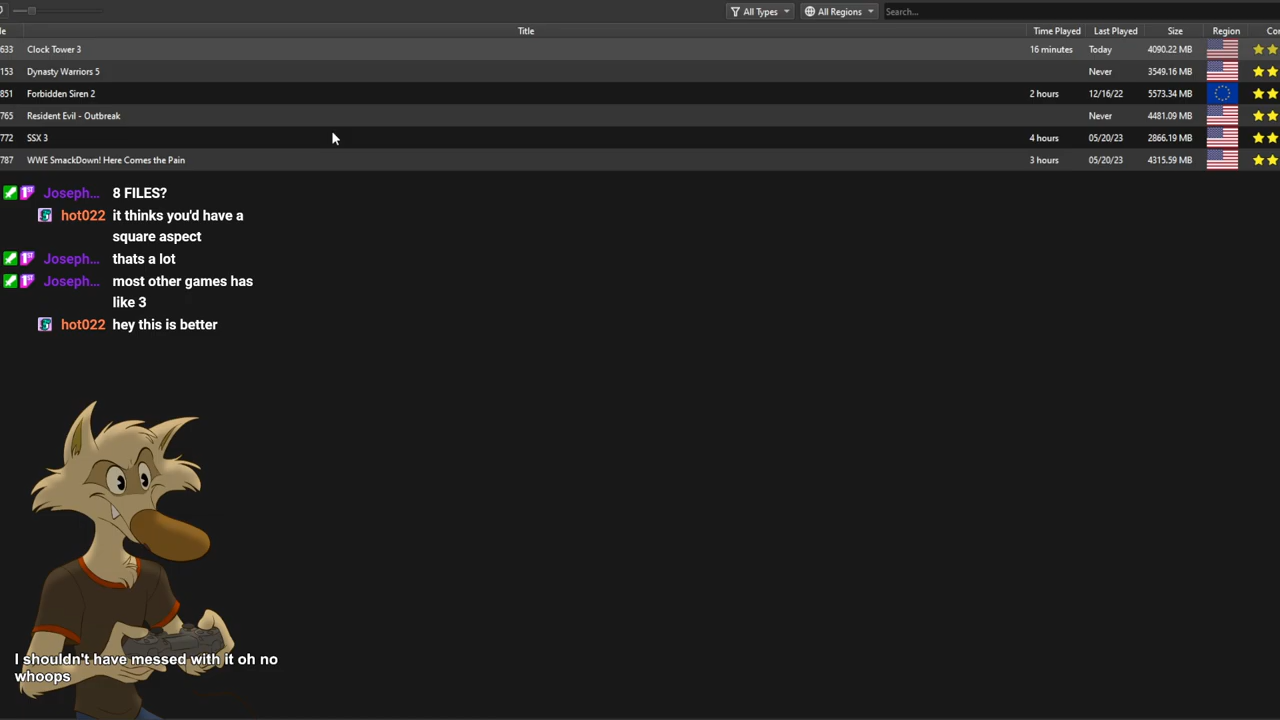 All Types All Regions Search...
Title Time Played Last Played Size Region
633 Clock Tower 3 16 minutes Today 4090.22 MB
153 Dynasty Warriors 5 Never 3549.16 MB
851 Forbidden Siren 2 2 hours 12/16/22 5573.34 MB
765 Resident Evil - Outbreak Never 4481.09 MB
772 SSX 3 4 hours 05/20/23 2866.19 MB
787 WWE SmackDown! Here Comes the Pain 3 hours 05/20/23 4315.59 MB
Joseph... 8 FILES?
hot022 it thinks you'd have a
square aspect
Joseph... thats a lot
Joseph... most other games has
like 3
hot022 hey this is better
I shouldn't have messed with it oh no
whoops